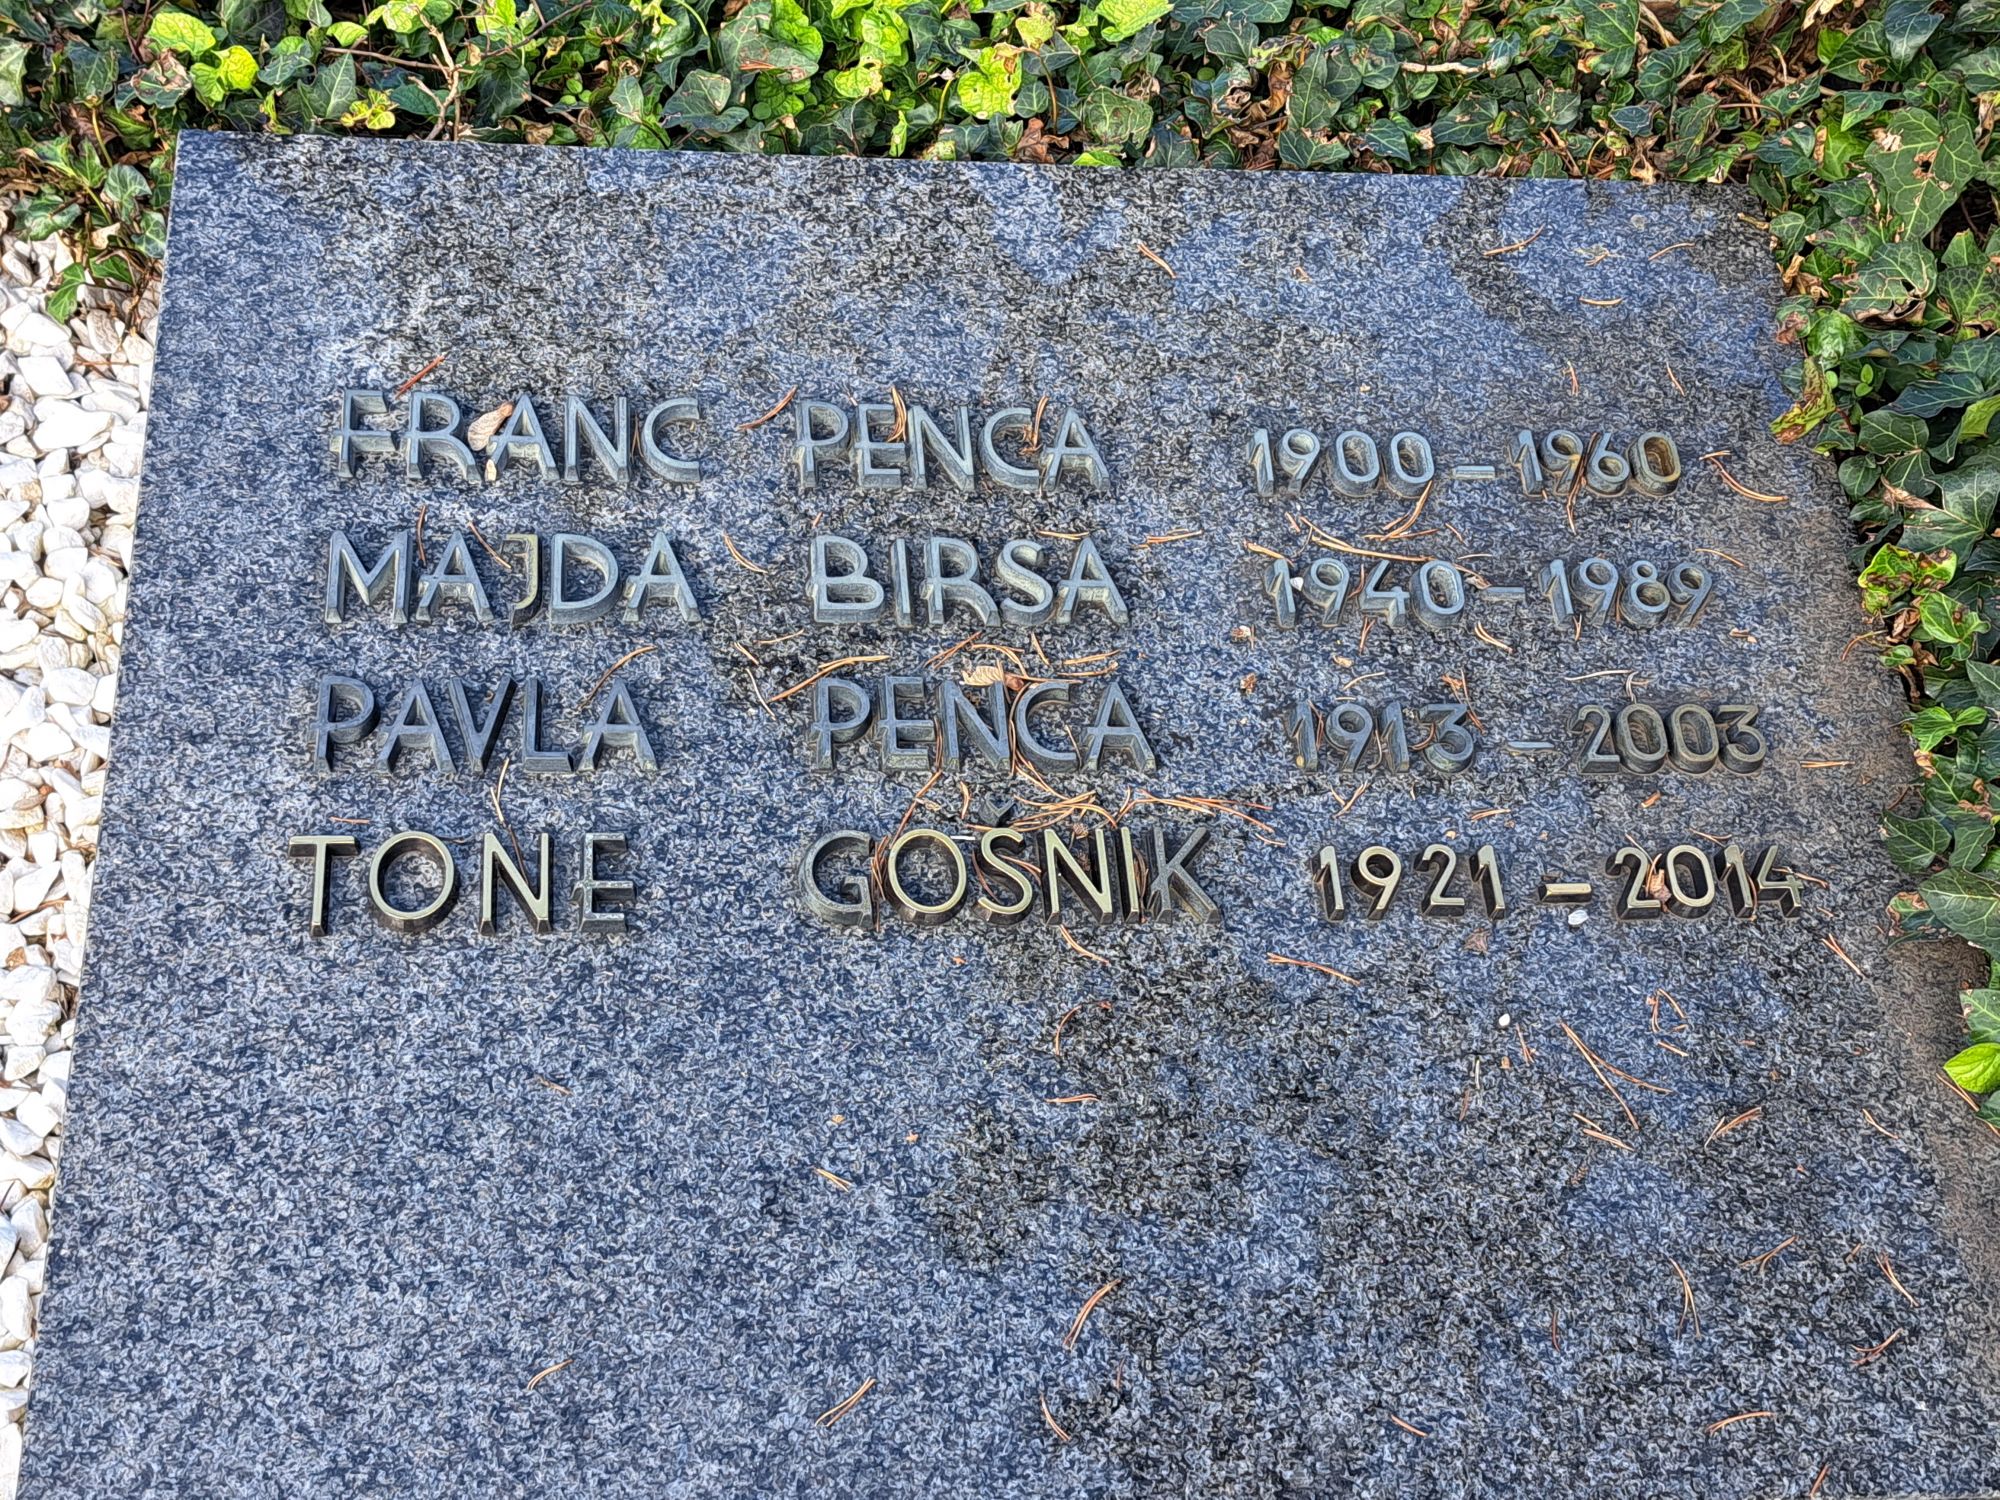 FRANC PENCA 1900 – 1960
MAJDA BIRSA 1940 – 1989
PAVLA PENCA 1913 – 2003
TONE GOŠNIK 1921 – 2014